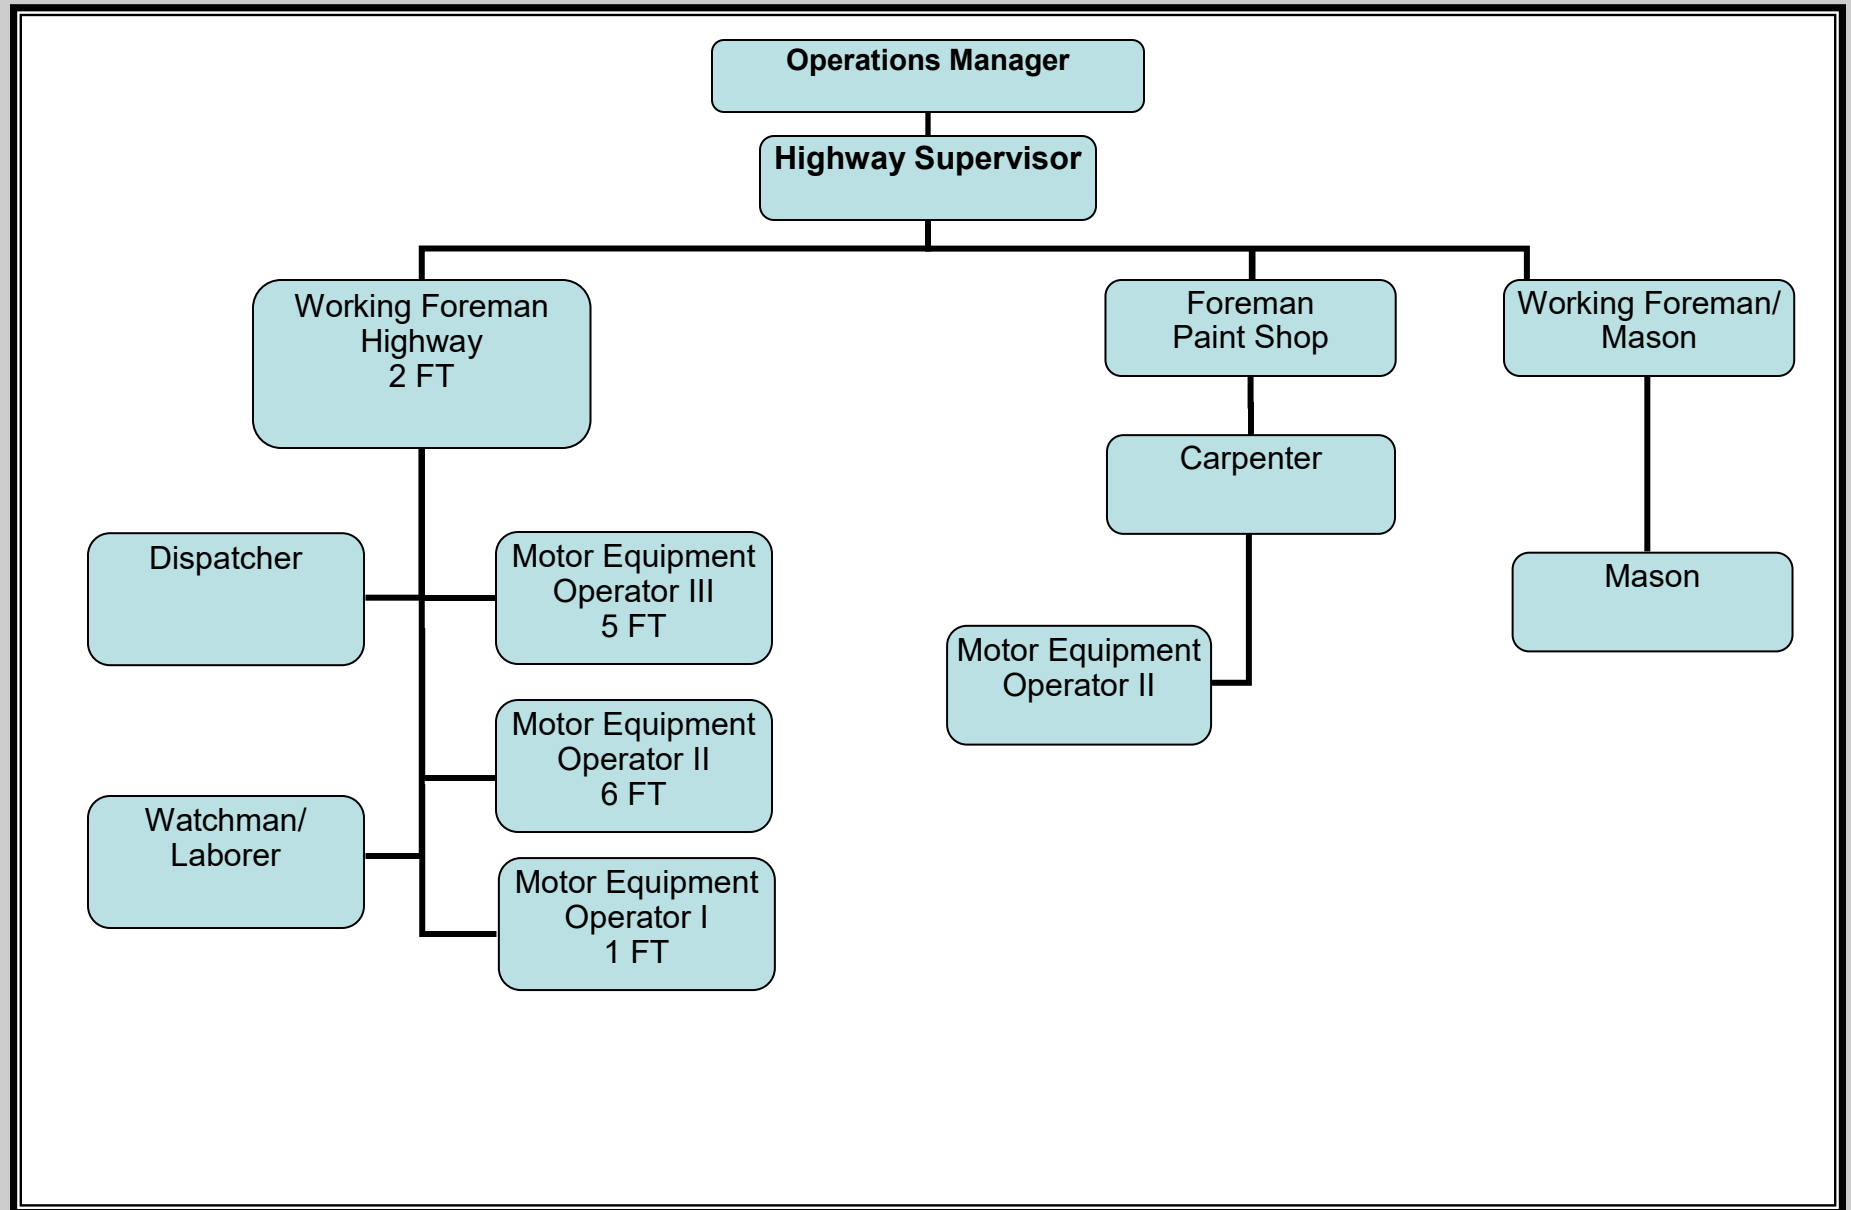 Operations Manager
Highway Supervisor
Working Foreman
Highway
2 FT
Foreman
Paint Shop
Working Foreman/
Mason
Carpenter
Dispatcher
Motor Equipment
Operator III
5 FT
Mason
Motor Equipment
Operator II
Motor Equipment
Operator II
6 FT
Watchman/
Laborer
Motor Equipment
Operator I
1 FT